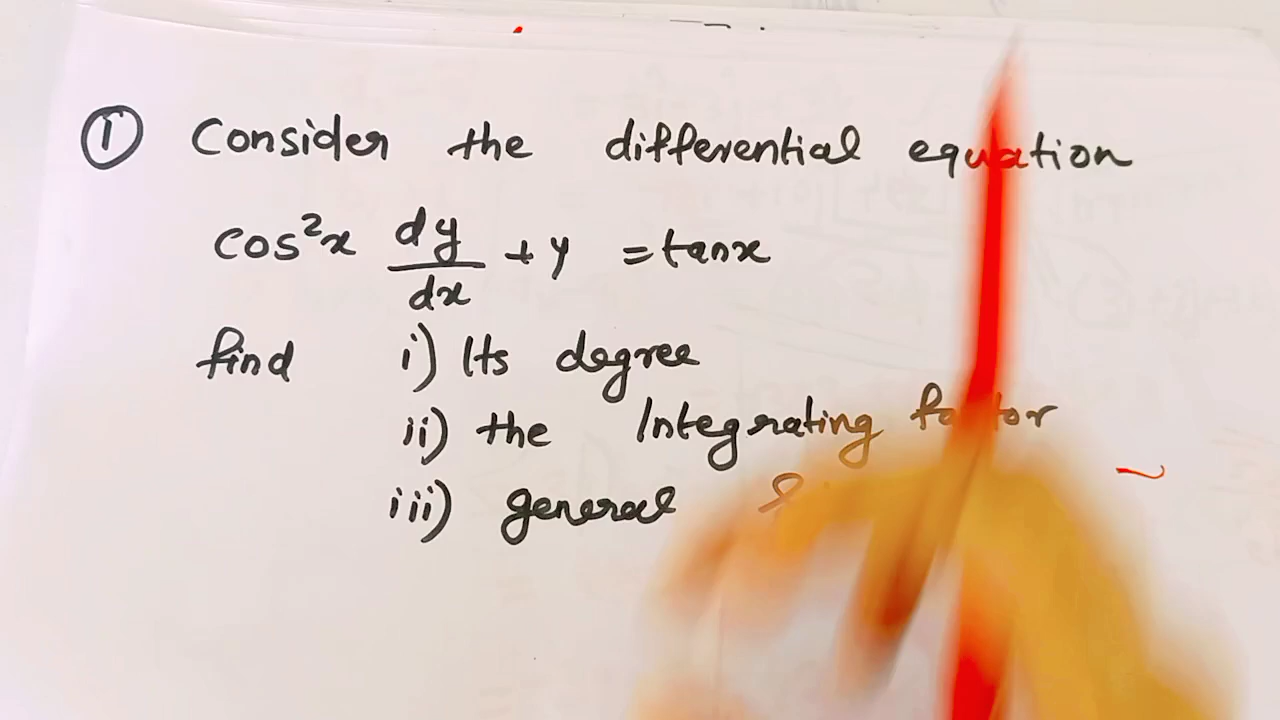 ① Consider the differential equation
cos²x dy/dx + y = tanx
find i) Its degree
ii) the Integrating factor
iii) general